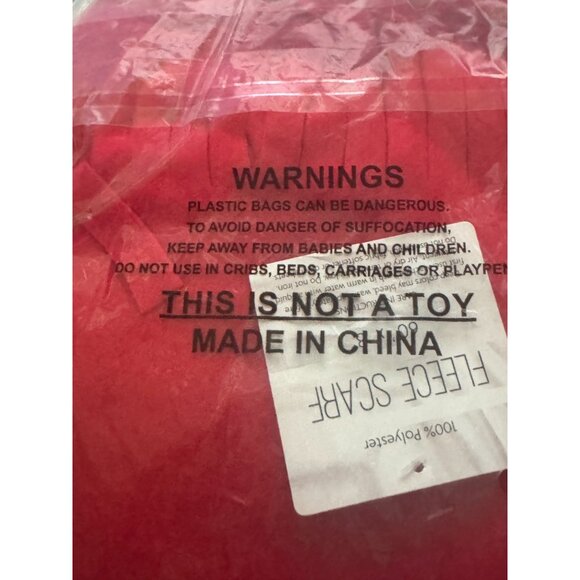 WARNINGS
PLASTIC BAGS CAN BE DANGEROUS.
TO AVOID DANGER OF SUFFOCATION,
KEEP AWAY FROM BABIES AND CHILDREN.
DO NOT USE IN CRIBS, BEDS, CARRIAGES OR PLAYPEN
THIS IS NOT A TOY
MADE IN CHINA
100% Polyester
FLEECE SCARF